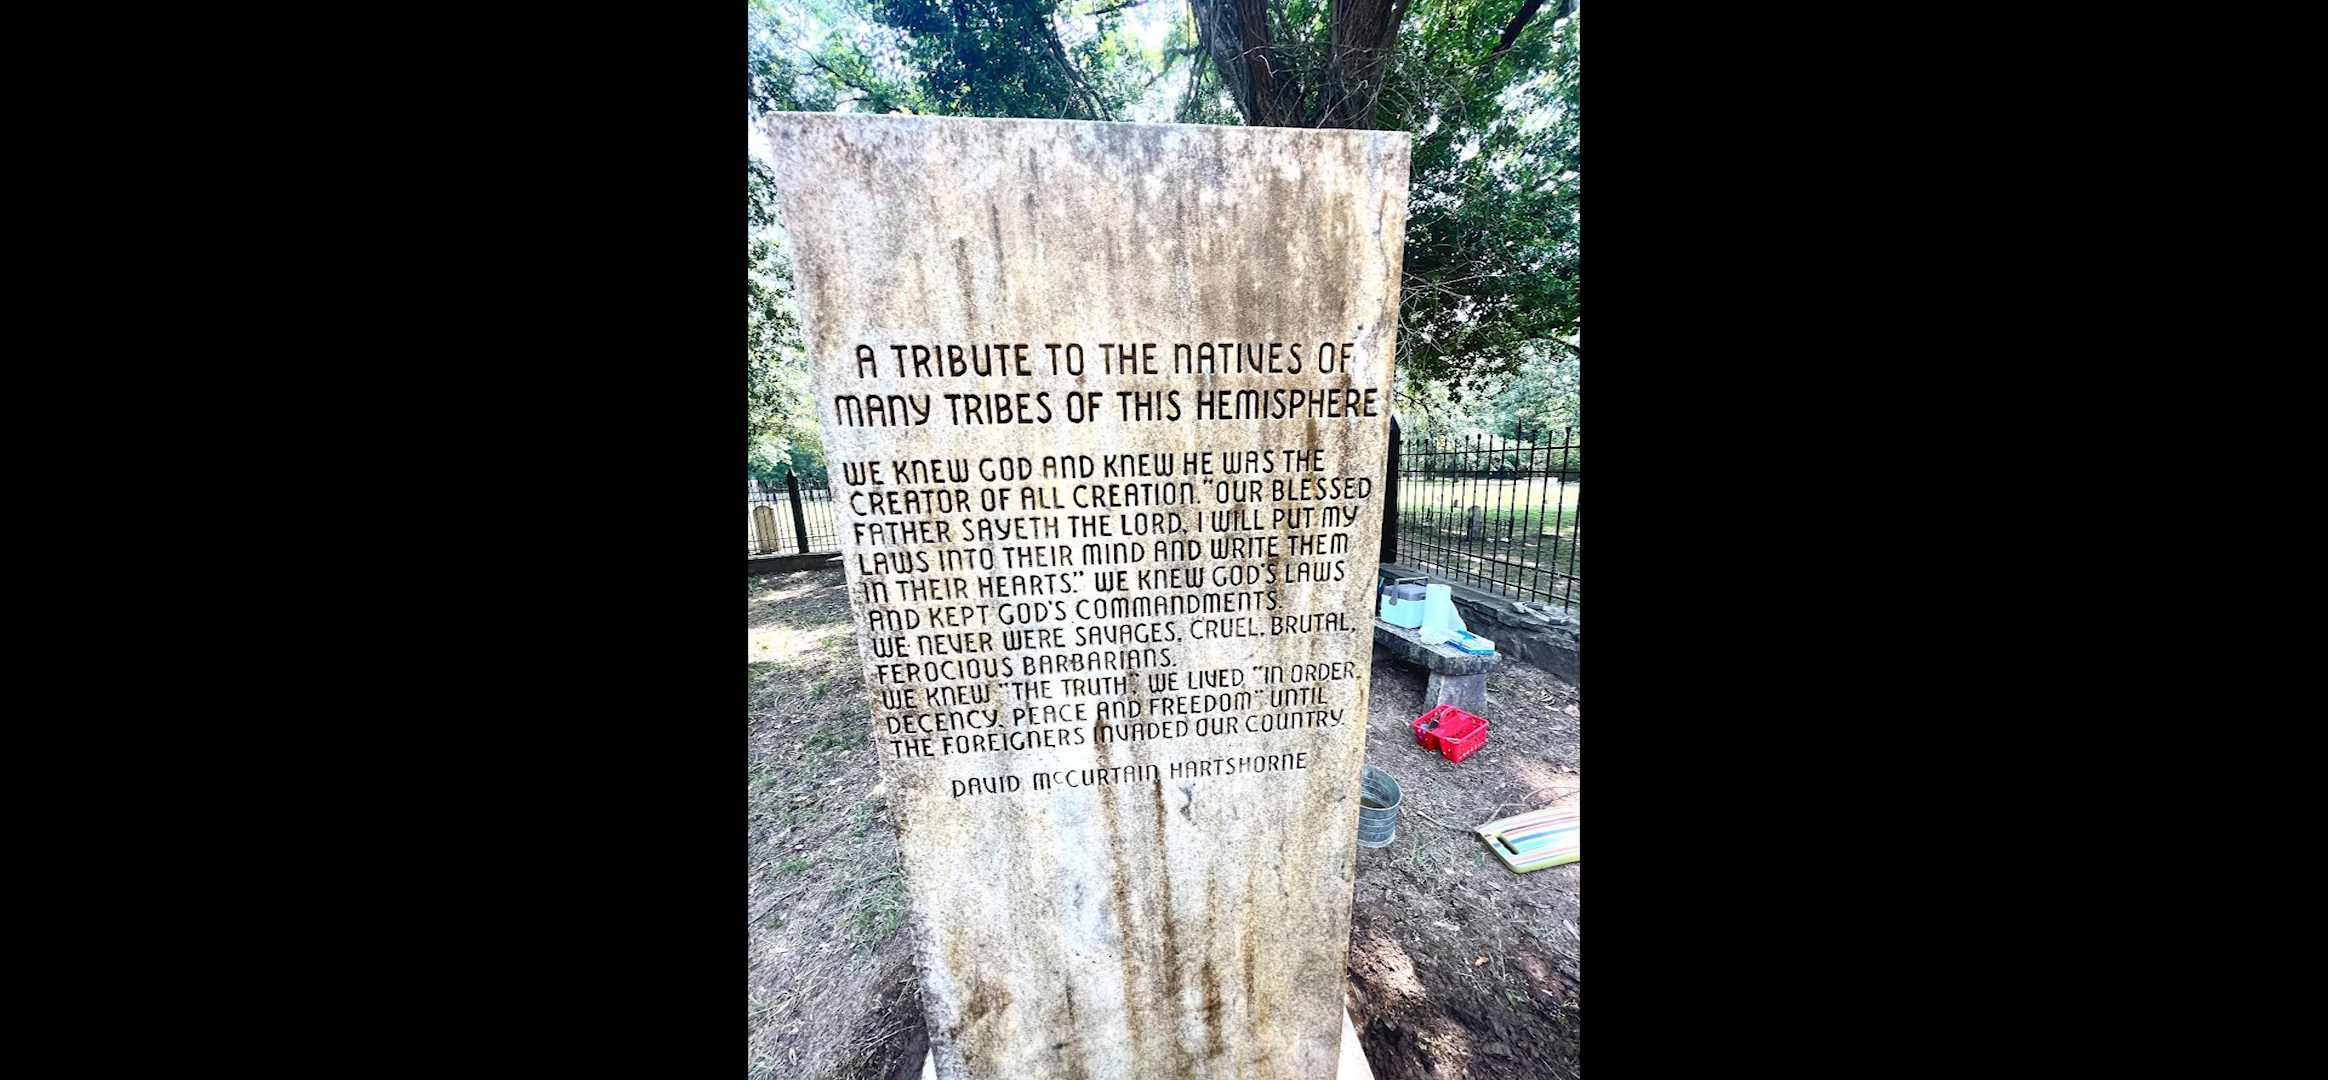 A TRIBUTE TO THE NATIVES OF
MANY TRIBES OF THIS HEMISPHERE
WE KNEW GOD AND KNEW HE WAS THE
CREATOR OF ALL CREATION. "OUR BLESSED
FATHER SAYETH THE LORD, I WILL PUT MY
LAWS INTO THEIR MIND AND WRITE THEM
IN THEIR HEARTS." WE KNEW GOD'S LAWS
AND KEPT GOD'S COMMANDMENTS.
WE NEVER WERE SAVAGES, CRUEL, BRUTAL,
FEROCIOUS BARBARIANS.
WE KNEW "THE TRUTH". WE LIVED "IN ORDER,
DECENCY, PEACE AND FREEDOM" UNTIL
THE FOREIGNERS INVADED OUR COUNTRY.
DAVID McCURTAIN HARTSHORNE